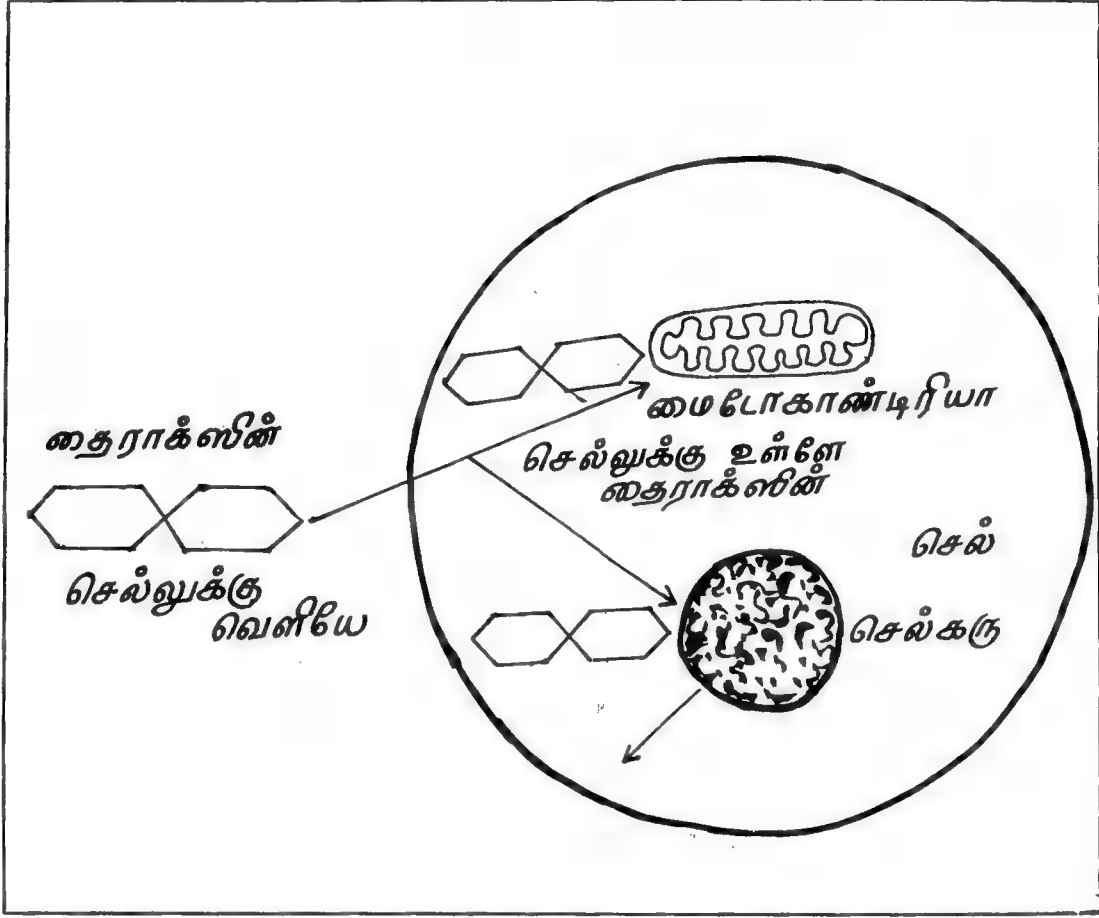 தைராக்ஸின்
செல்லுக்கு
வெளியே
மைடோகாண்டிரியா
செல்லுக்கு உள்ளே
தைராக்ஸின்
செல்
செல்கரு